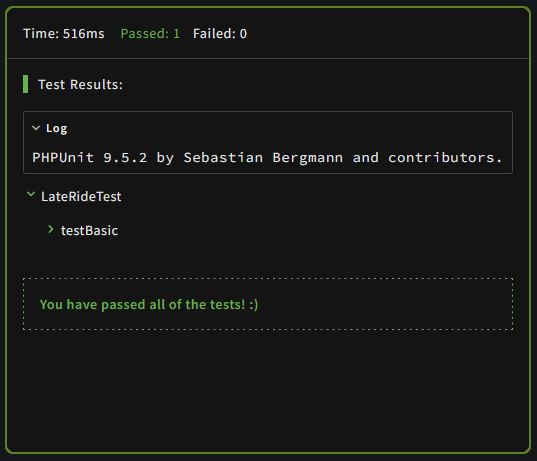 Time: 516ms Passed: 1 Failed: 0
Test Results:
Log
PHPUnit 9.5.2 by Sebastian Bergmann and contributors.
LateRideTest
testBasic
You have passed all of the tests! :)